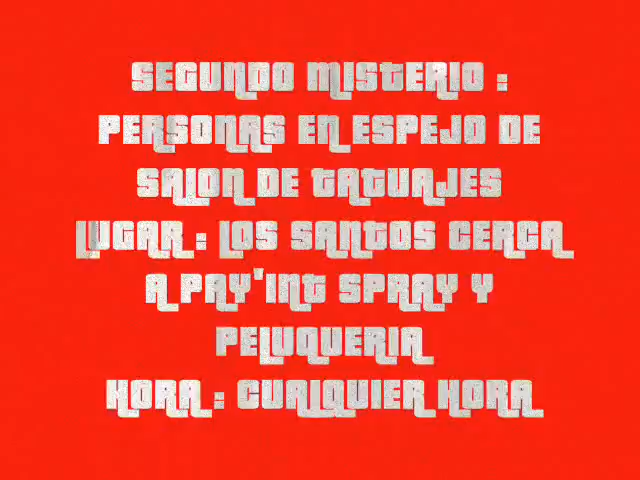 SEGUNDO MISTERIO :
PERSONAS EN ESPEJO DE
SALON DE TATUAJES
LUGAR : LOS SANTOS CERCA
A PAY'INT SPRAY Y
PELUQUERIA
HORA : CUALQUIER HORA